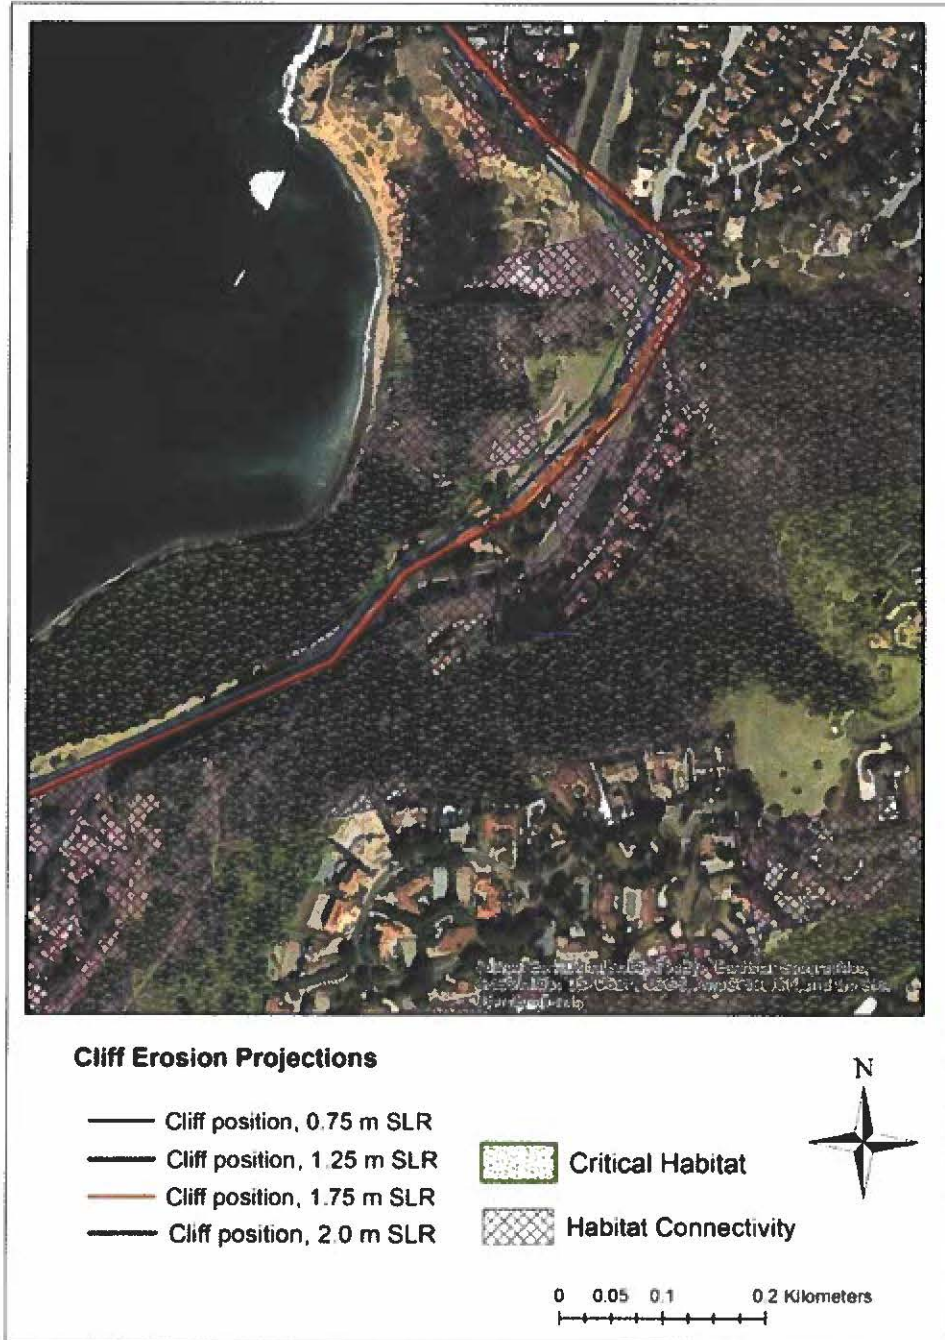 Cliff Erosion Projections
Cliff position, 0.75 m SLR
Cliff position, 1.25 m SLR
Cliff position, 1.75 m SLR
Cliff position, 2.0 m SLR
Critical Habitat
Habitat Connectivity
N
0 0.05 0.1 0.2 Kilometers